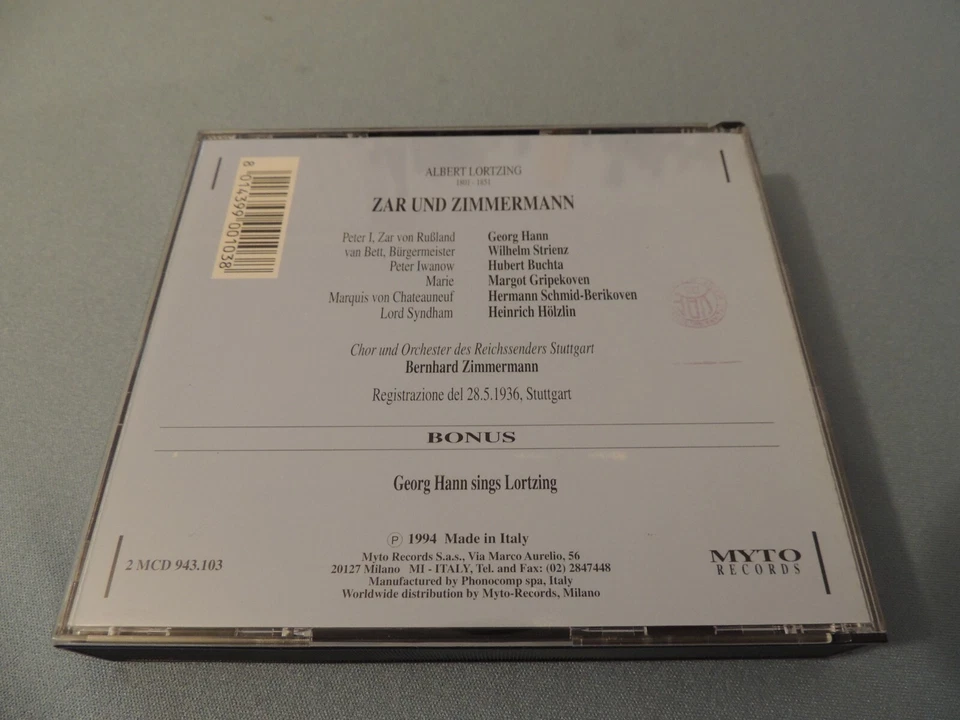 8 014399 001038
ALBERT LORTZING
1801 - 1851
ZAR UND ZIMMERMANN
Peter I, Zar von Rußland Georg Hann
van Bett, Bürgermeister Wilhelm Strienz
Peter Iwanow Hubert Buchta
Marie Margot Gripekoven
Marquis von Chateauneuf Hermann Schmid-Berikoven
Lord Syndham Heinrich Hölzlin
Chor und Orchester des Reichssenders Stuttgart
Bernhard Zimmermann
Registrazione del 28.5.1936, Stuttgart
BONUS
Georg Hann sings Lortzing
℗ 1994 Made in Italy
Myto Records S.a.s., Via Marco Aurelio, 56
20127 Milano MI - ITALY, Tel. and Fax: (02) 2847448
Manufactured by Phonocomp spa, Italy
Worldwide distribution by Myto-Records, Milano
2 MCD 943.103
MYTO
RECORDS